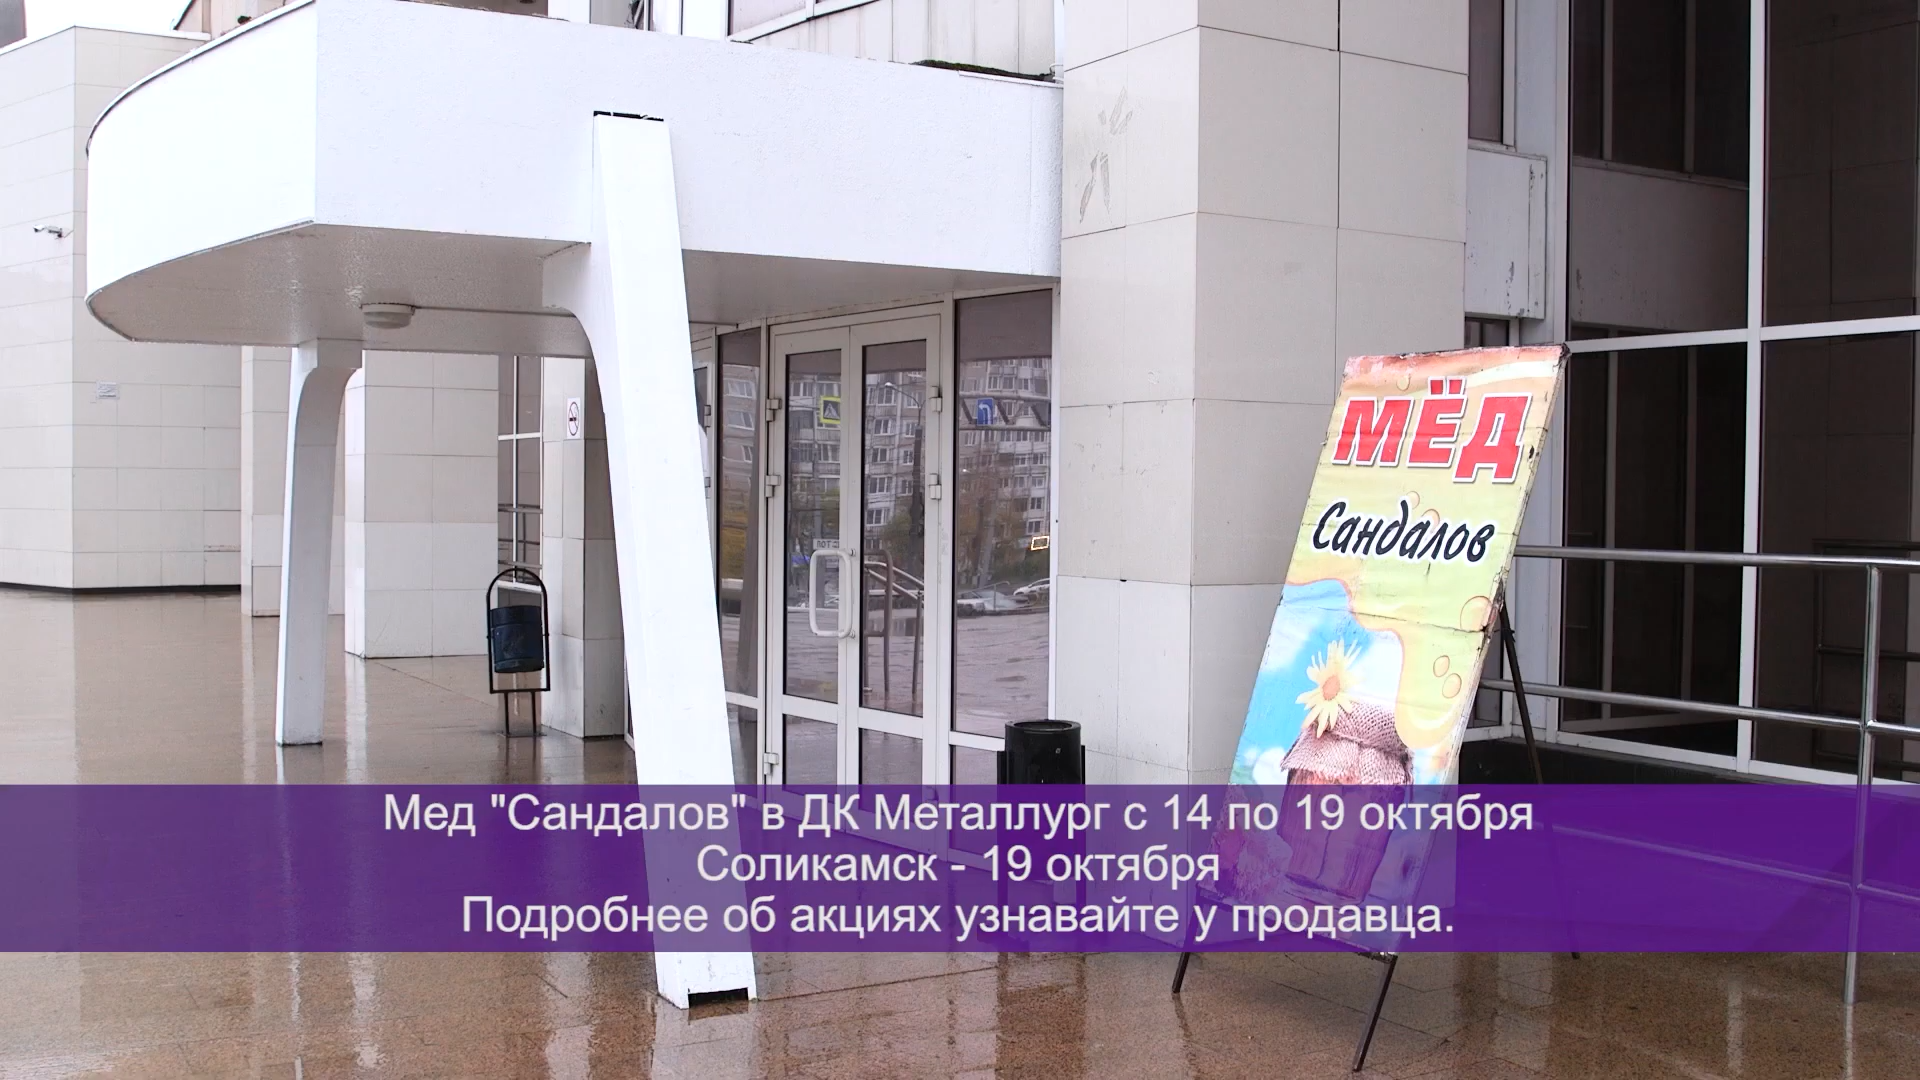 МЁД
Сандалов
Мед "Сандалов" в ДК Металлург с 14 по 19 октября
Соликамск - 19 октября
Подробнее об акциях узнавайте у продавца.